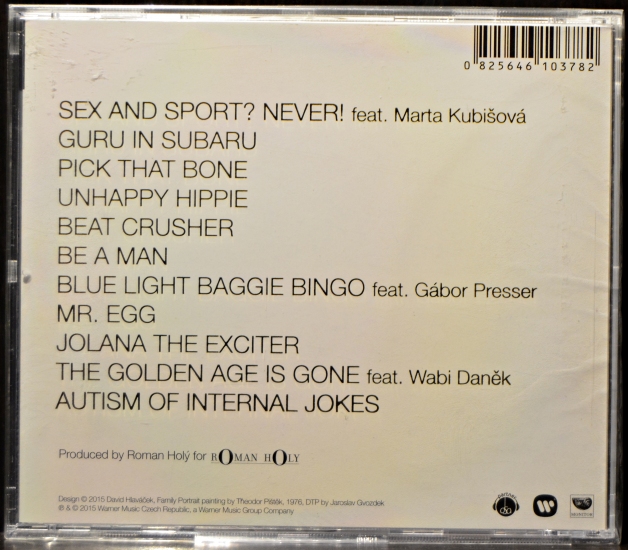 0 825646 103782
SEX AND SPORT? NEVER! feat. Marta Kubišová
GURU IN SUBARU
PICK THAT BONE
UNHAPPY HIPPIE
BEAT CRUSHER
BE A MAN
BLUE LIGHT BAGGIE BINGO feat. Gábor Presser
MR. EGG
JOLANA THE EXCITER
THE GOLDEN AGE IS GONE feat. Wabi Daněk
AUTISM OF INTERNAL JOKES
Produced by Roman Holý for ROMAN HOLY
Design © 2015 David Hlaváček, Family Portrait painting by Theodor Pištěk, 1976, DTP by Jaroslav Gvozdek
℗ & © 2015 Warner Music Czech Republic, a Warner Music Group Company